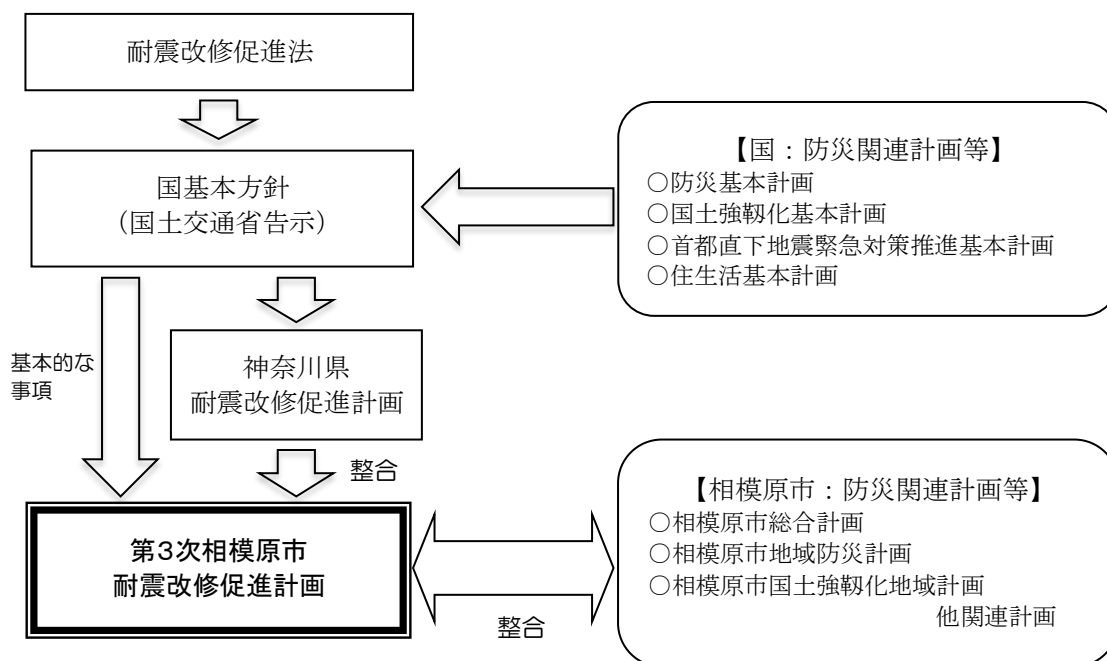 耐震改修促進法
国基本方針
（国土交通省告示）
【国：防災関連計画等】
○防災基本計画
○国土強靱化基本計画
○首都直下地震緊急対策推進基本計画
○住生活基本計画
基本的な
事項
神奈川県
耐震改修促進計画
整合
第３次相模原市
耐震改修促進計画
整合
【相模原市：防災関連計画等】
○相模原市総合計画
○相模原市地域防災計画
○相模原市国土強靱化地域計画
他関連計画